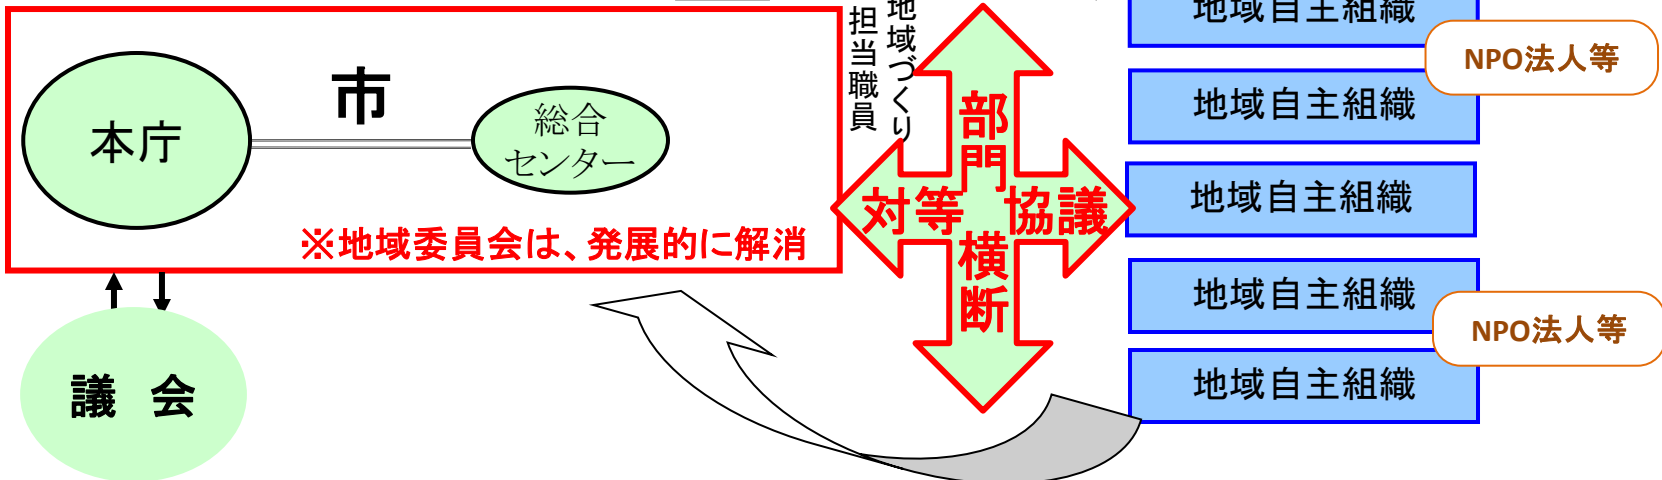 市
本庁
総合
センター
※地域委員会は、発展的に解消
議　会
地域づくり
担当職員
部門
対等　協議
横断
地域自主組織
NPO法人等
地域自主組織
地域自主組織
地域自主組織
NPO法人等
地域自主組織